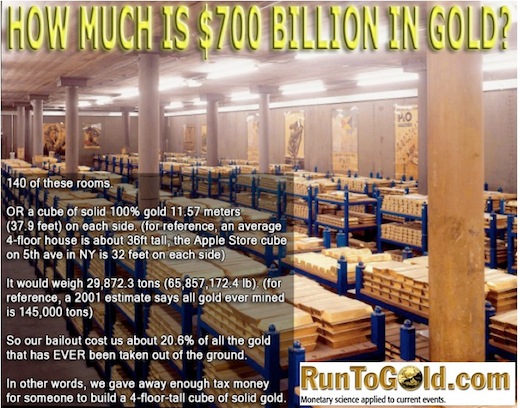 HOW MUCH IS $700 BILLION IN GOLD?
P&O
140 of these rooms.
OR a cube of solid 100% gold 11.57 meters
(37.9 feet) on each side. (for reference, an average
4-floor house is about 36ft tall, the Apple Store cube
on 5th ave in NY is 32 feet on each side)
It would weigh 29,872.3 tons (65,857,172.4 lb). (for
reference, a 2001 estimate says all gold ever mined
is 145,000 tons)
So our bailout cost us about 20.6% of all the gold
that has EVER been taken out of the ground.
In other words, we gave away enough tax money
for someone to build a 4-floor-tall cube of solid gold.
RunToGold.com
Monetary science applied to current events.